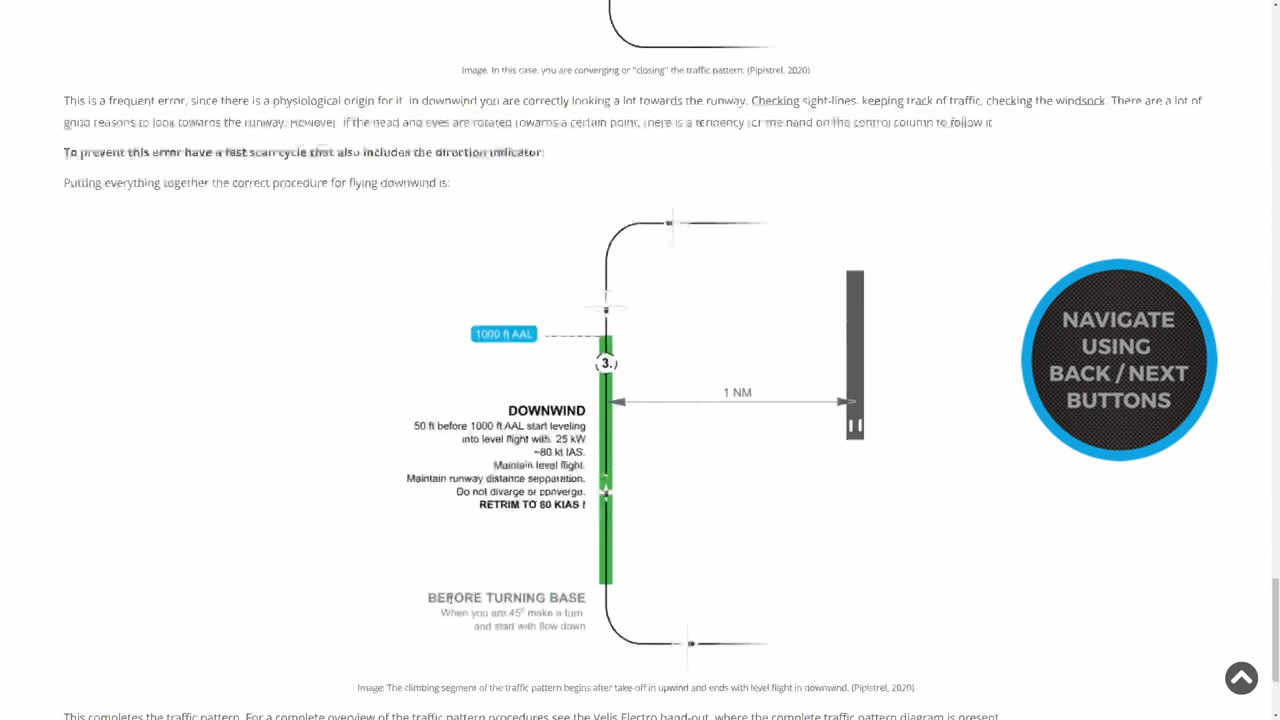 Image. In this case, you are converging or "closing" the traffic pattern: (Pipistrel, 2020)
This is a frequent error, since there is a physiological origin for it. In downwind you are correctly looking a lot towards the runway. Checking sight-lines, keeping track of traffic, checking the windsock. There are a lot of
good reasons to look towards the runway. However, if the head and eyes are rotated towards a certain point, there is a tendency for the hand on the control column to follow it
To prevent this error have a fast scan cycle that also includes the direction indicator:
Putting everything together the correct procedure for flying downwind is:
1000 ft AAL
3.
1 NM
NAVIGATE
USING
BACK / NEXT
BUTTONS
DOWNWIND
50 ft before 1000 ft AAL start leveling
into level flight with 25 kW
~80 kt IAS.
Maintain level flight.
Maintain runway distance separation.
Do not diverge or converge.
RETRIM TO 80 KIAS !
BEFORE TURNING BASE
When you are 45° make a turn
and start with flow down
Image: The climbing segment of the traffic pattern begins after take-off in upwind and ends with level flight in downwind. (Pipistrel, 2020)
This completes the traffic pattern. For a complete overview of the traffic pattern procedures see the Velis Electro hand-out, where the complete traffic pattern diagram is present